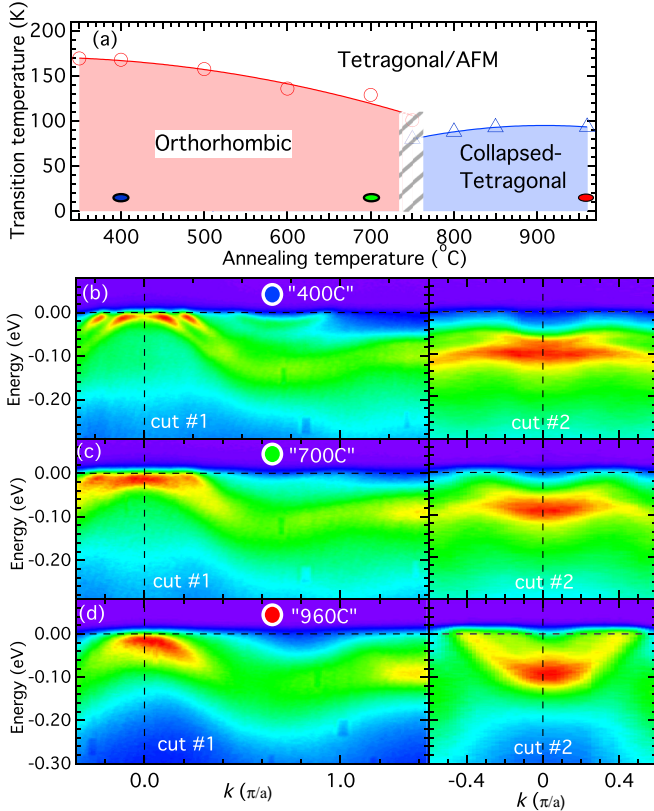 Transition temperature (K)
200
150
100
50
0
(a)
Tetragonal/AFM
Orthorhombic
Collapsed-
Tetragonal
400
500
600
700
800
900
Annealing temperature (°C)
(b)
"400C"
Energy (eV)
0.00
-0.10
-0.20
cut #1
cut #2
(c)
"700C"
Energy (eV)
0.00
-0.10
-0.20
cut #1
cut #2
(d)
"960C"
Energy (eV)
0.00
-0.10
-0.20
-0.30
cut #1
cut #2
0.0
1.0
k (π/a)
-0.4
0
0.4
k (π/a)